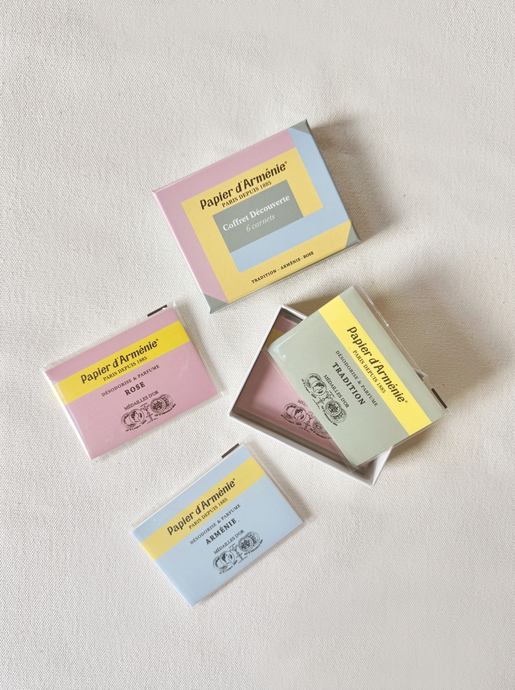 Papier d'Arménie®
PARIS DEPUIS 1885
Coffret Découverte
6 carnets
TRADITION · ARMÉNIE · ROSE
Papier d'Arménie®
PARIS DEPUIS 1885
DÉSODORISE & PARFUME
ROSE
MÉDAILLES D'OR
Papier d'Arménie®
PARIS DEPUIS 1885
DÉSODORISE & PARFUME
TRADITION
MÉDAILLES D'OR
Papier d'Arménie®
PARIS DEPUIS 1885
DÉSODORISE & PARFUME
ARMÉNIE
MÉDAILLES D'OR